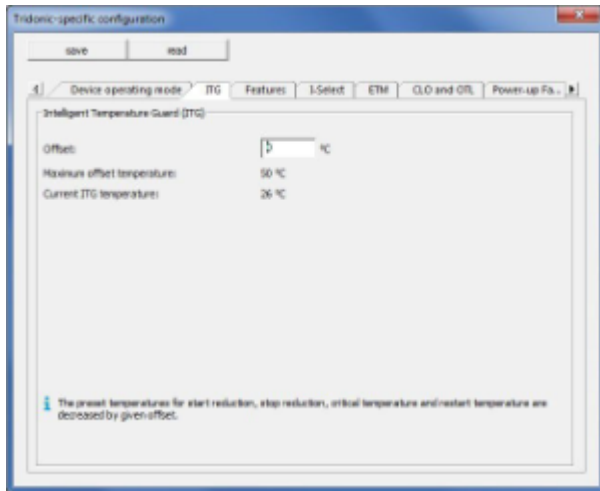 Tridonic-specific configuration
save read
Device operating mode ITG Features I-Select ETM CLO and OTL Power-up Fa...
Intelligent Temperature Guard (ITG)
Offset: °C
Maximum offset temperature: 50 °C
Current ITG temperature: 26 °C
The preset temperatures for start reduction, stop reduction, critical temperature and restart temperature are
decreased by given offset.